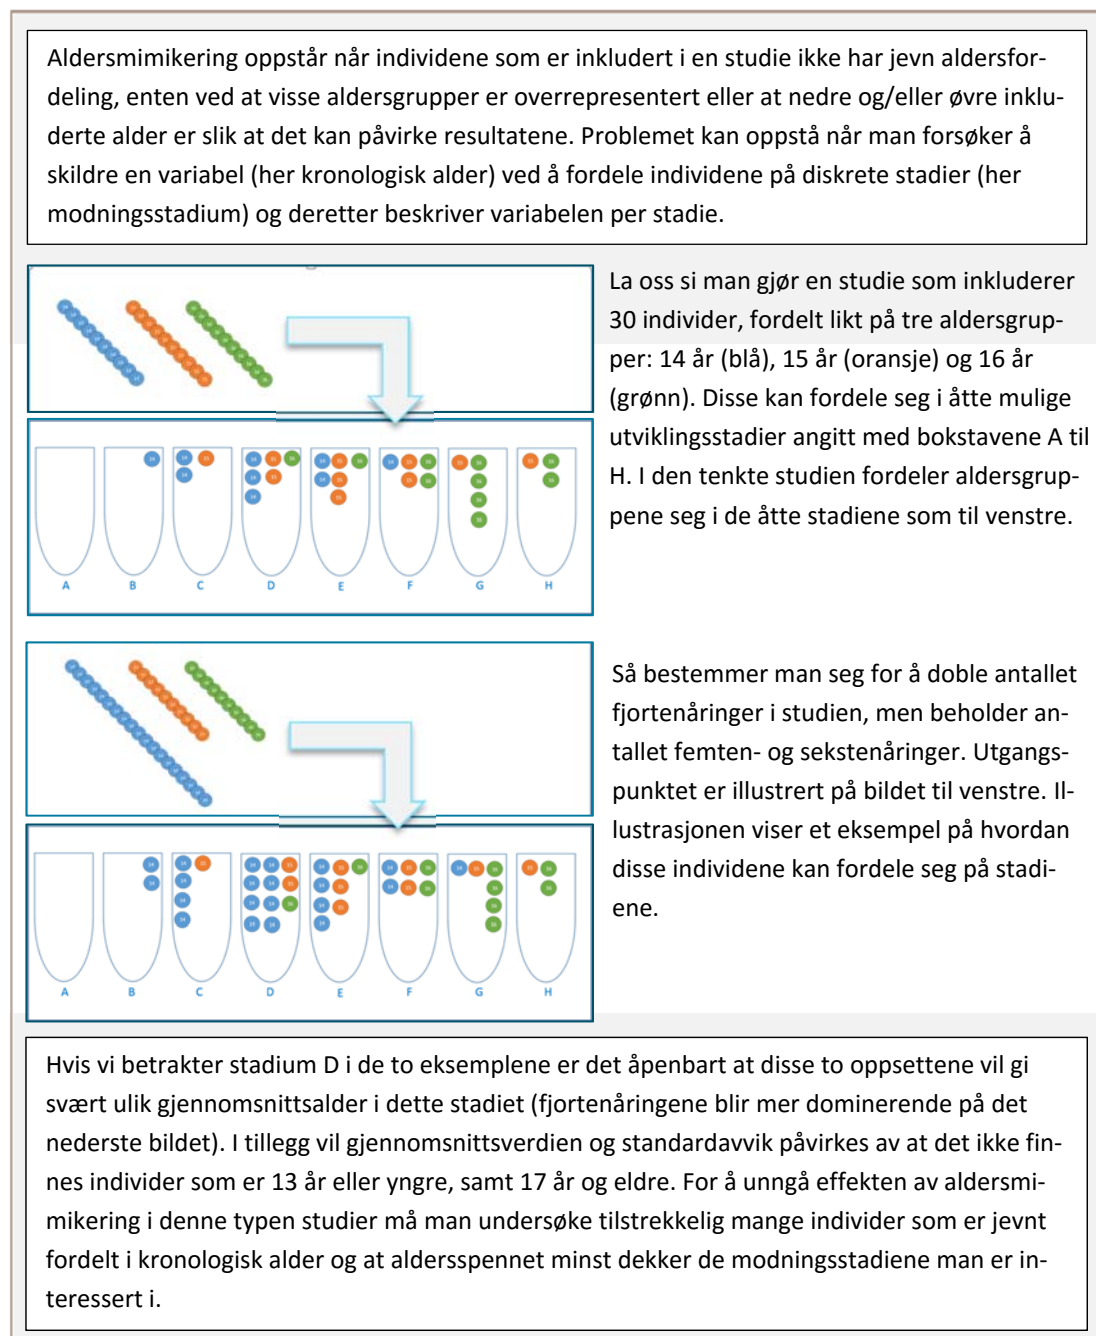 Aldersmimikering oppstår når individene som er inkludert i en studie ikke har jevn aldersfor-
deling, enten ved at visse aldersgrupper er overrepresentert eller at nedre og/eller øvre inklu-
derte alder er slik at det kan påvirke resultatene. Problemet kan oppstå når man forsøker å
skildre en variabel (her kronologisk alder) ved å fordele individene på diskrete stadier (her
modningsstadium) og deretter beskriver variabelen per stadie.
La oss si man gjør en studie som inkluderer
30 individer, fordelt likt på tre aldersgrup-
per: 14 år (blå), 15 år (oransje) og 16 år
(grønn). Disse kan fordele seg i åtte mulige
utviklingsstadier angitt med bokstavene A til
H. I den tenkte studien fordeler aldersgrup-
pene seg i de åtte stadiene som til venstre.
A B C D E F G H
Så bestemmer man seg for å doble antallet
fjortenåringer i studien, men beholder an-
tallet femten- og sekstenåringer. Utgangs-
punktet er illustrert på bildet til venstre. Il-
lustrasjonen viser et eksempel på hvordan
disse individene kan fordele seg på stadi-
ene.
A B C D E F G H
Hvis vi betrakter stadium D i de to eksemplene er det åpenbart at disse to oppsettene vil gi
svært ulik gjennomsnittsalder i dette stadiet (fjortenåringene blir mer dominerende på det
nederste bildet). I tillegg vil gjennomsnittsverdien og standardavvik påvirkes av at det ikke fin-
nes individer som er 13 år eller yngre, samt 17 år og eldre. For å unngå effekten av aldersmi-
mikering i denne typen studier må man undersøke tilstrekkelig mange individer som er jevnt
fordelt i kronologisk alder og at aldersspennet minst dekker de modningsstadiene man er in-
teressert i.